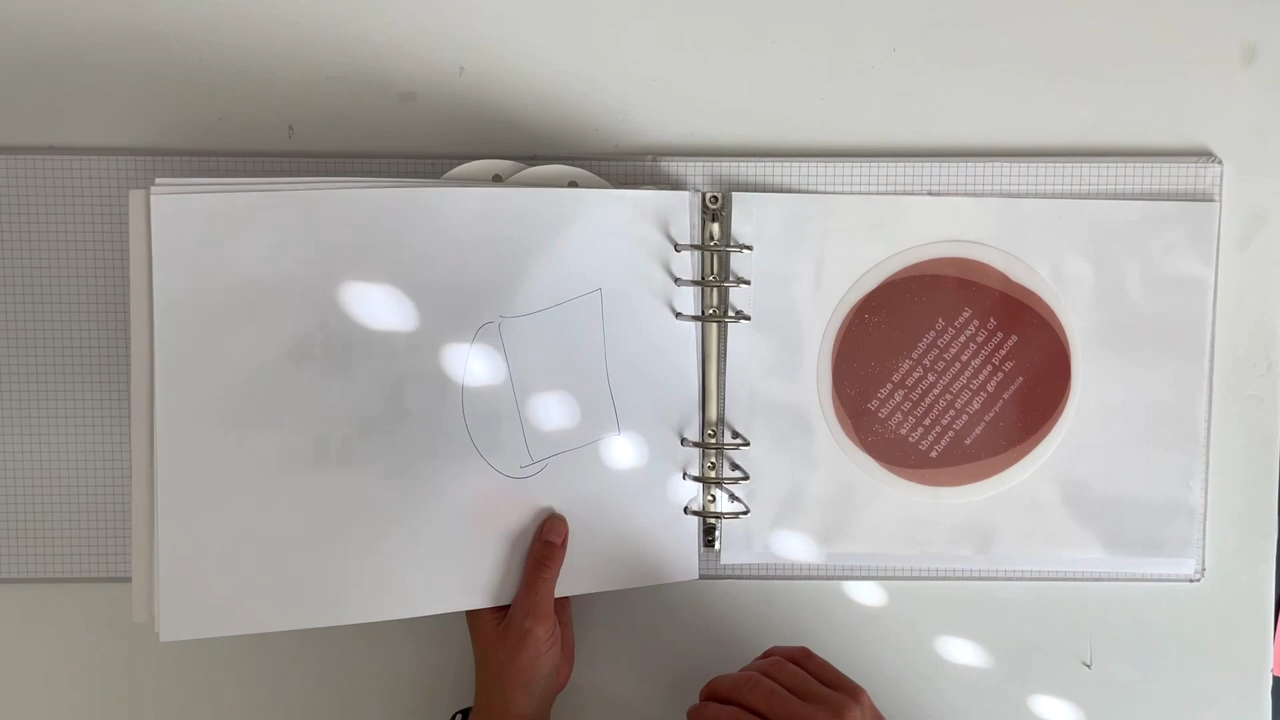 In the most subtle of
things, may you find real
joy in living; in hallways
and interactions and all of
the world's imperfections
there are still these places
where the light gets in.
Morgan Harper Nichols